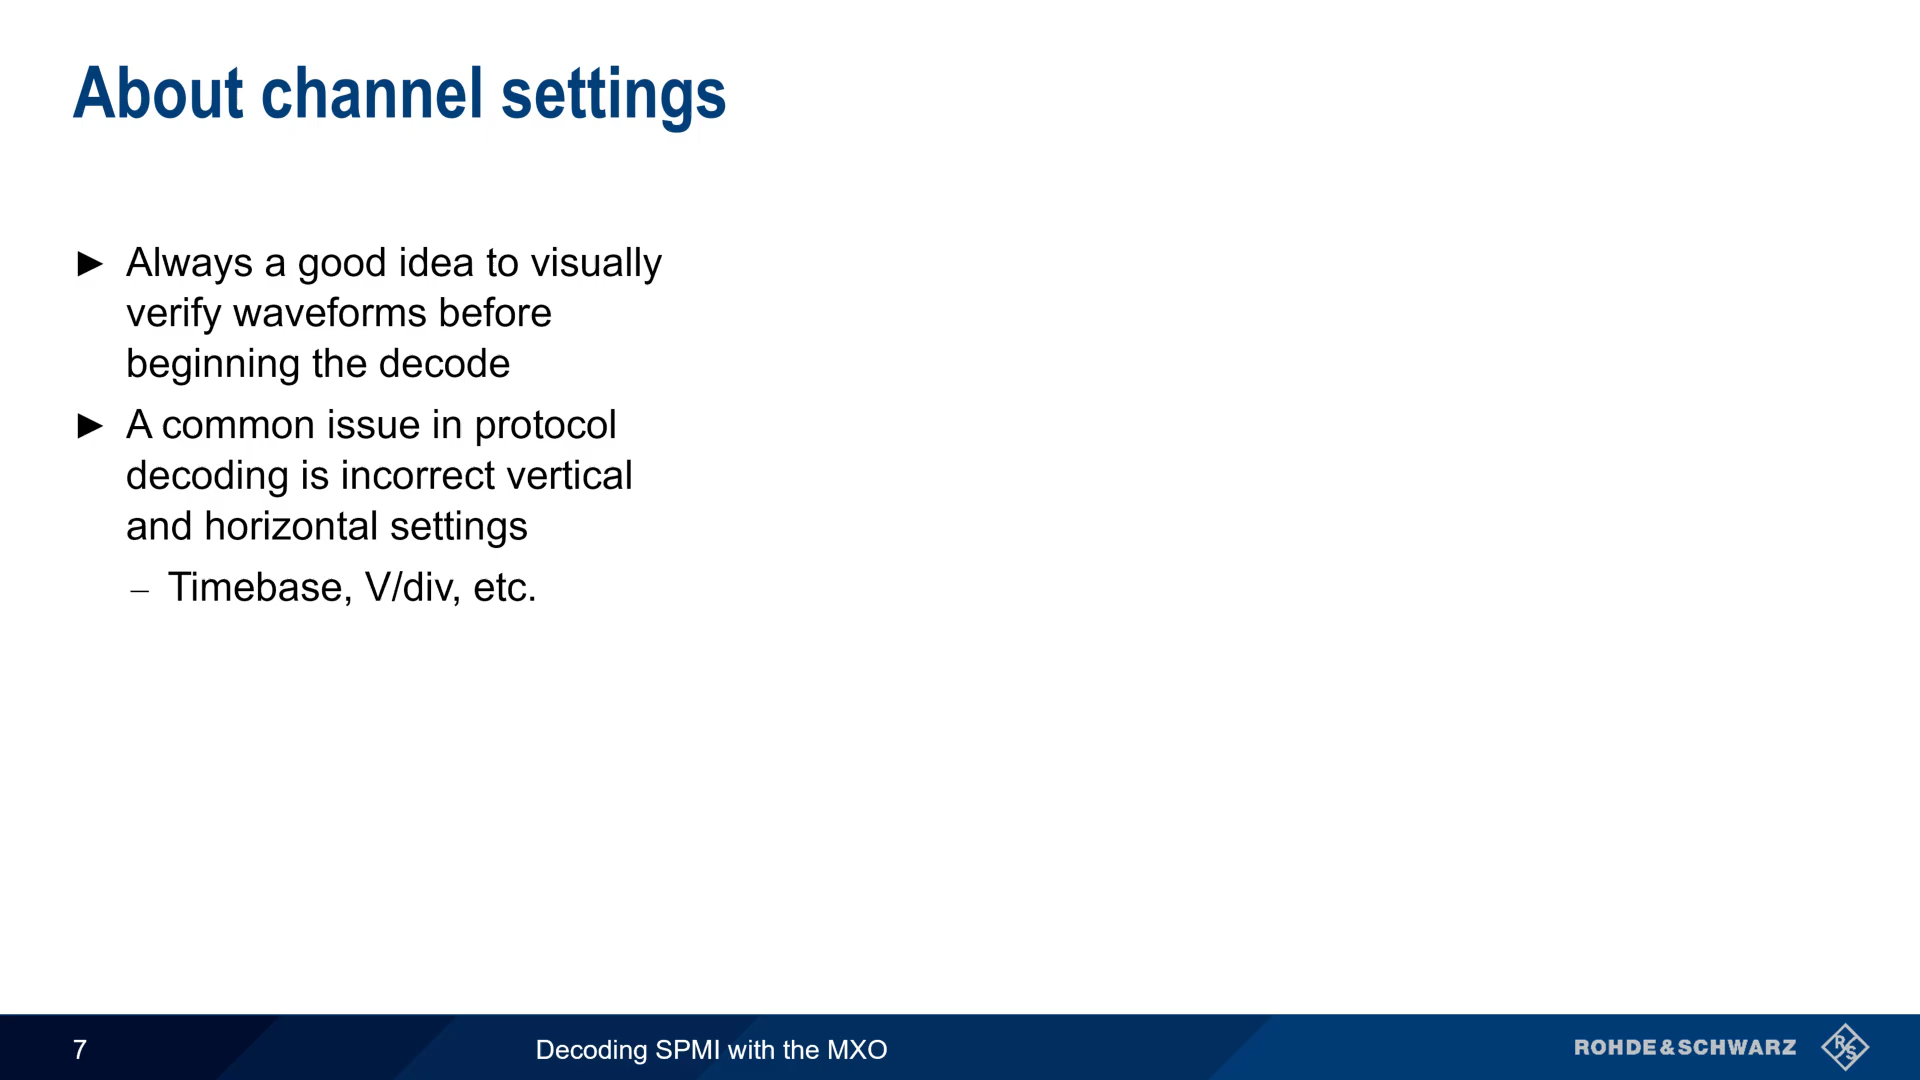 About channel settings
► Always a good idea to visually
verify waveforms before
beginning the decode
► A common issue in protocol
decoding is incorrect vertical
and horizontal settings
– Timebase, V/div, etc.
7
Decoding SPMI with the MXO
ROHDE&SCHWARZ
R&S